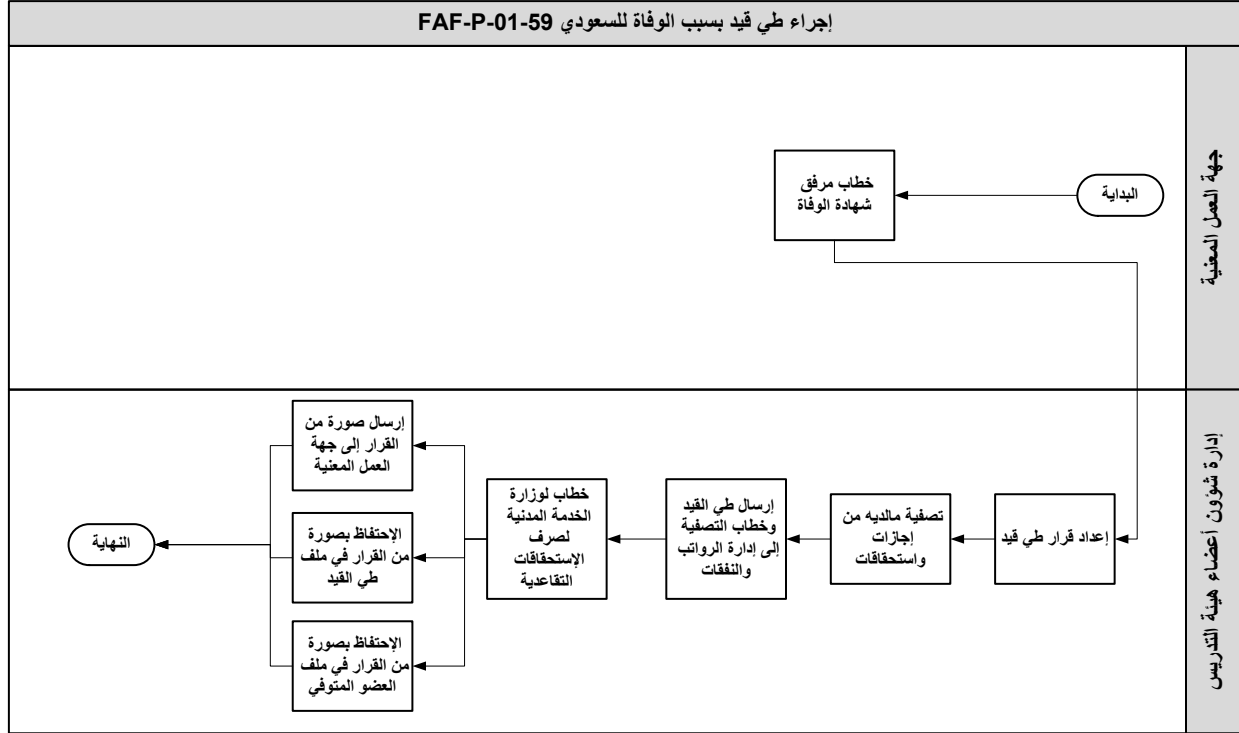 إجراء طي قيد بسبب الوفاة للسعودي FAF-P-01-59
جهة العمل المعنية
البداية
خطاب مرفق
شهادة الوفاة
إدارة شؤون أعضاء هيئة التدريس
إعداد قرار طي قيد
تصفية مالديه من
إجازات
واستحقاقات
إرسال طي القيد
وخطاب التصفية
إلى إدارة الرواتب
والنفقات
خطاب لوزارة
الخدمة المدنية
لصرف
الإستحقاقات
التقاعدية
إرسال صورة من
القرار إلى جهة
العمل المعنية
الإحتفاظ بصورة
من القرار في ملف
طي القيد
الإحتفاظ بصورة
من القرار في ملف
العضو المتوفي
النهاية